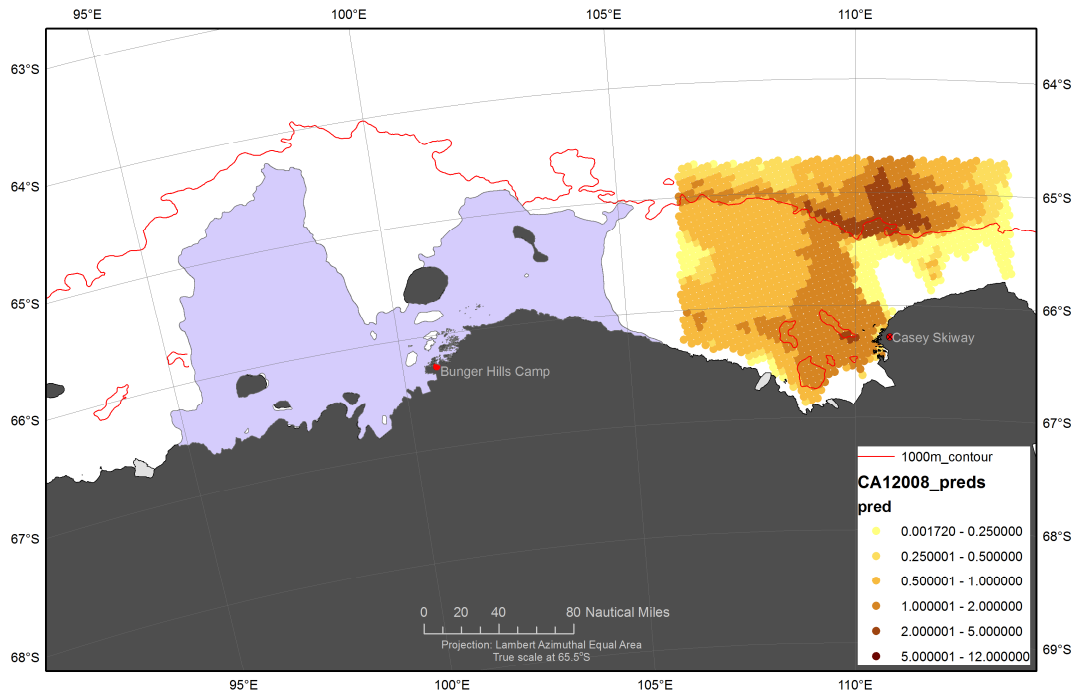 95°E 100°E 105°E 110°E
63°S
64°S
64°S
65°S
65°S
66°S
Casey Skiway
Bunger Hills Camp
66°S
67°S
1000m_contour
CA12008_preds
pred
0.001720 - 0.250000
67°S
68°S
0.250001 - 0.500000
0.500001 - 1.000000
0 20 40 80 Nautical Miles
1.000001 - 2.000000
2.000001 - 5.000000
Projection: Lambert Azimuthal Equal Area
True scale at 65.5°S
68°S
69°S
5.000001 - 12.000000
95°E 100°E 105°E 110°E